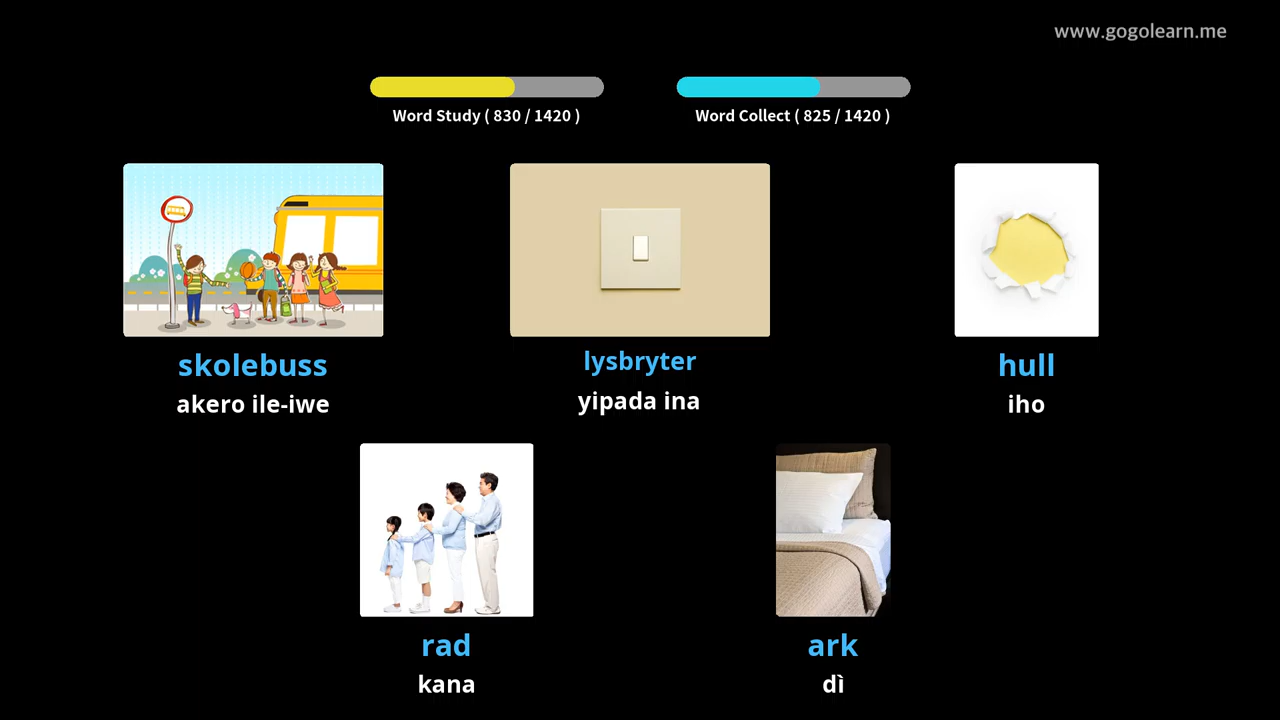 www.gogolearn.me
Word Study ( 830 / 1420 )
Word Collect ( 825 / 1420 )
skolebuss
akero ile-iwe
lysbryter
yipada ina
hull
iho
rad
kana
ark
dì